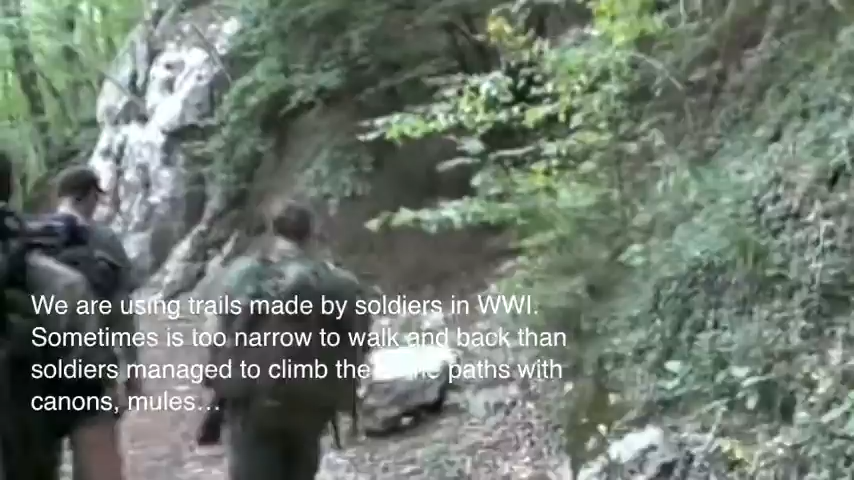 We are using trails made by soldiers in WWI.
Sometimes is too narrow to walk and back than
soldiers managed to climb the same paths with
canons, mules...